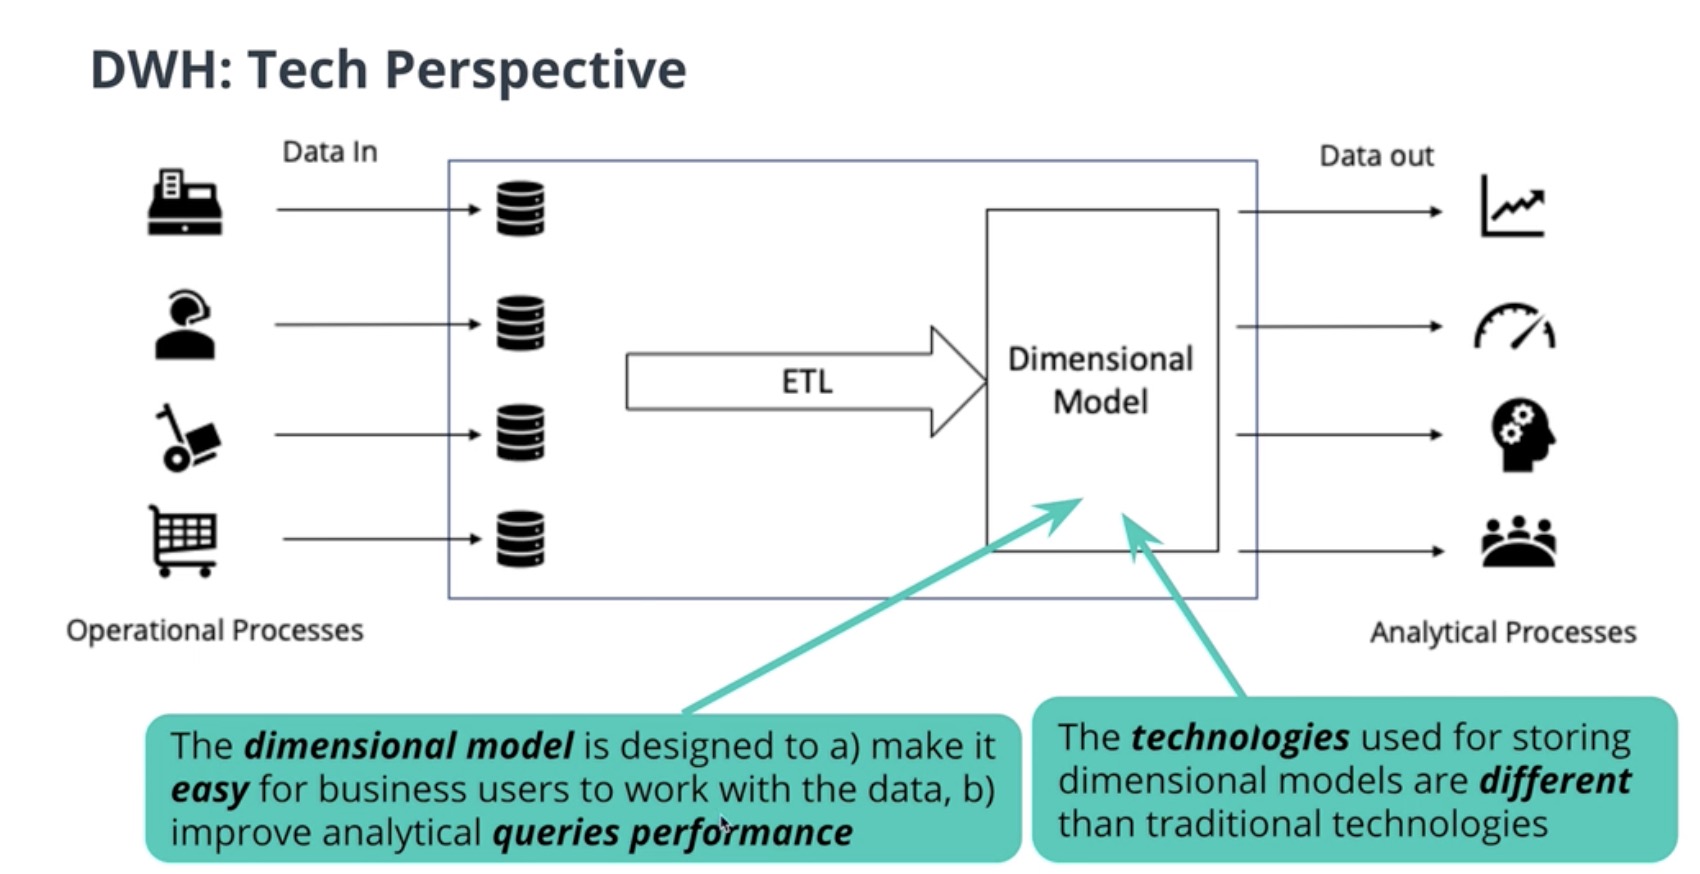 DWH: Tech Perspective
Data In
Data out
ETL
Dimensional
Model
Operational Processes
Analytical Processes
The dimensional model is designed to a) make it
easy for business users to work with the data, b)
improve analytical queries performance
The technologies used for storing
dimensional models are different
than traditional technologies